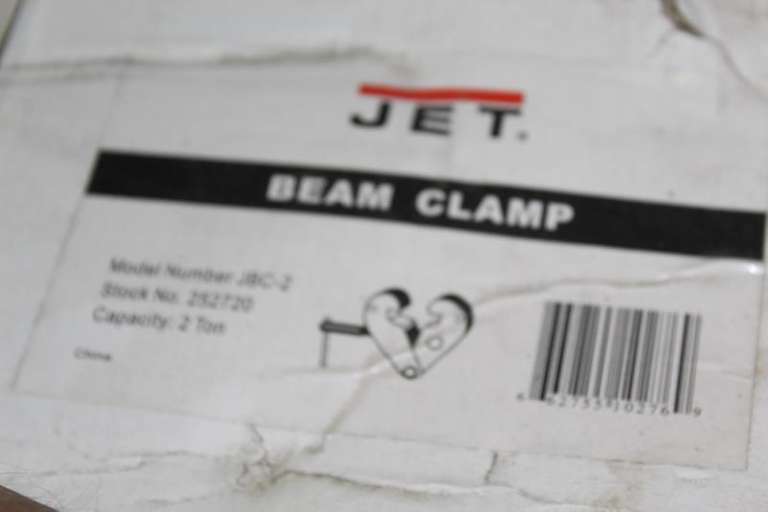 JET.
BEAM CLAMP
Model Number JBC-2
Stock No. 252720
Capacity: 2 Ton
China